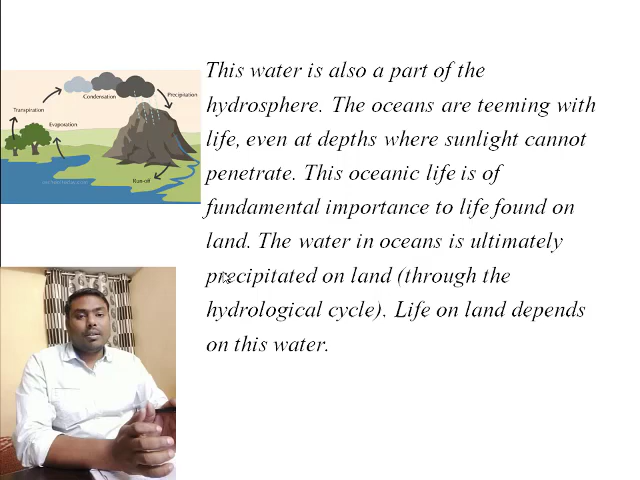 This water is also a part of the
hydrosphere. The oceans are teeming with
life, even at depths where sunlight cannot
penetrate. This oceanic life is of
fundamental importance to life found on
land. The water in oceans is ultimately
precipitated on land (through the
hydrological cycle). Life on land depends
on this water.
Condensation
Precipitation
Transpiration
Evaporation
Run-off